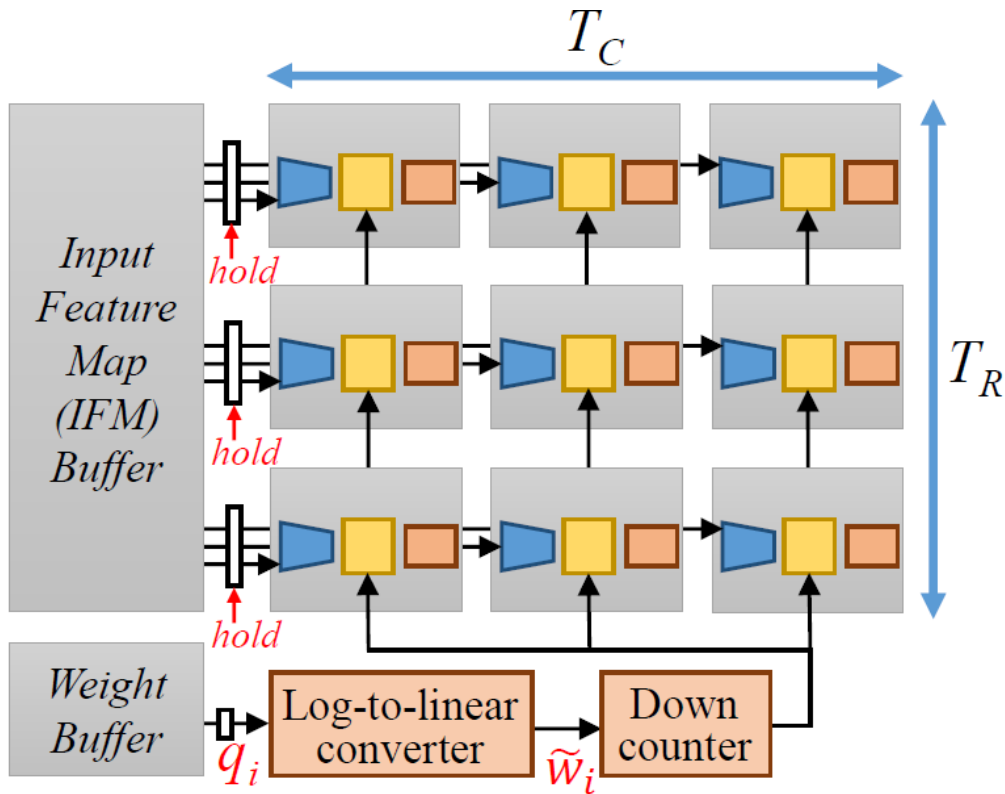 T_C
Input
Feature
Map
(IFM)
Buffer
hold
hold
hold
T_R
Weight
Buffer
q_i
Log-to-linear
converter
w̃_i
Down
counter